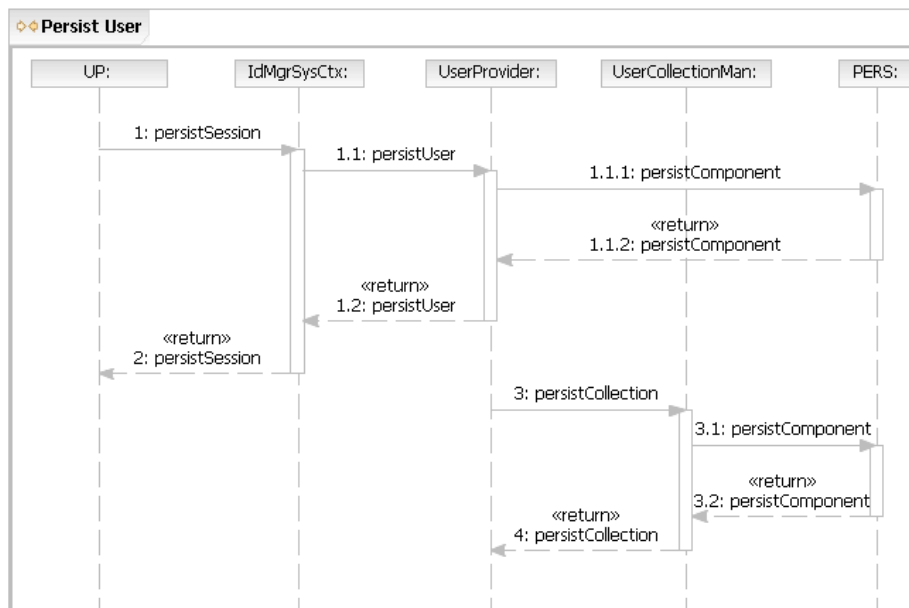 Persist User
UP:
IdMgrSysCtx:
UserProvider:
UserCollectionMan:
PERS:
1: persistSession
1.1: persistUser
1.1.1: persistComponent
«return»
1.1.2: persistComponent
«return»
1.2: persistUser
«return»
2: persistSession
3: persistCollection
3.1: persistComponent
«return»
3.2: persistComponent
«return»
4: persistCollection